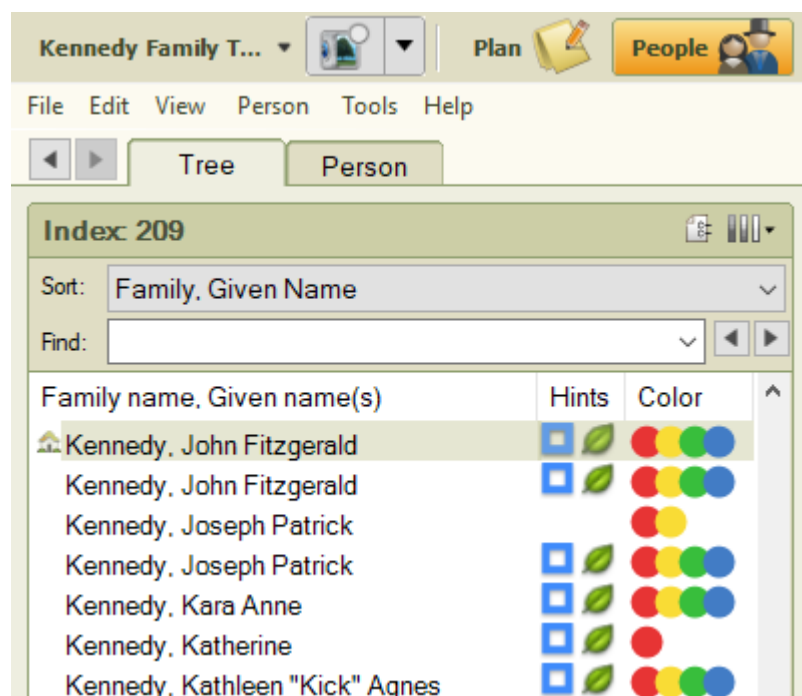 Kennedy Family T... Plan People
File Edit View Person Tools Help
Tree Person
Index: 209
Sort: Family, Given Name
Find:
Family name, Given name(s) Hints Color
Kennedy, John Fitzgerald
Kennedy, John Fitzgerald
Kennedy, Joseph Patrick
Kennedy, Joseph Patrick
Kennedy, Kara Anne
Kennedy, Katherine
Kennedy, Kathleen "Kick" Agnes